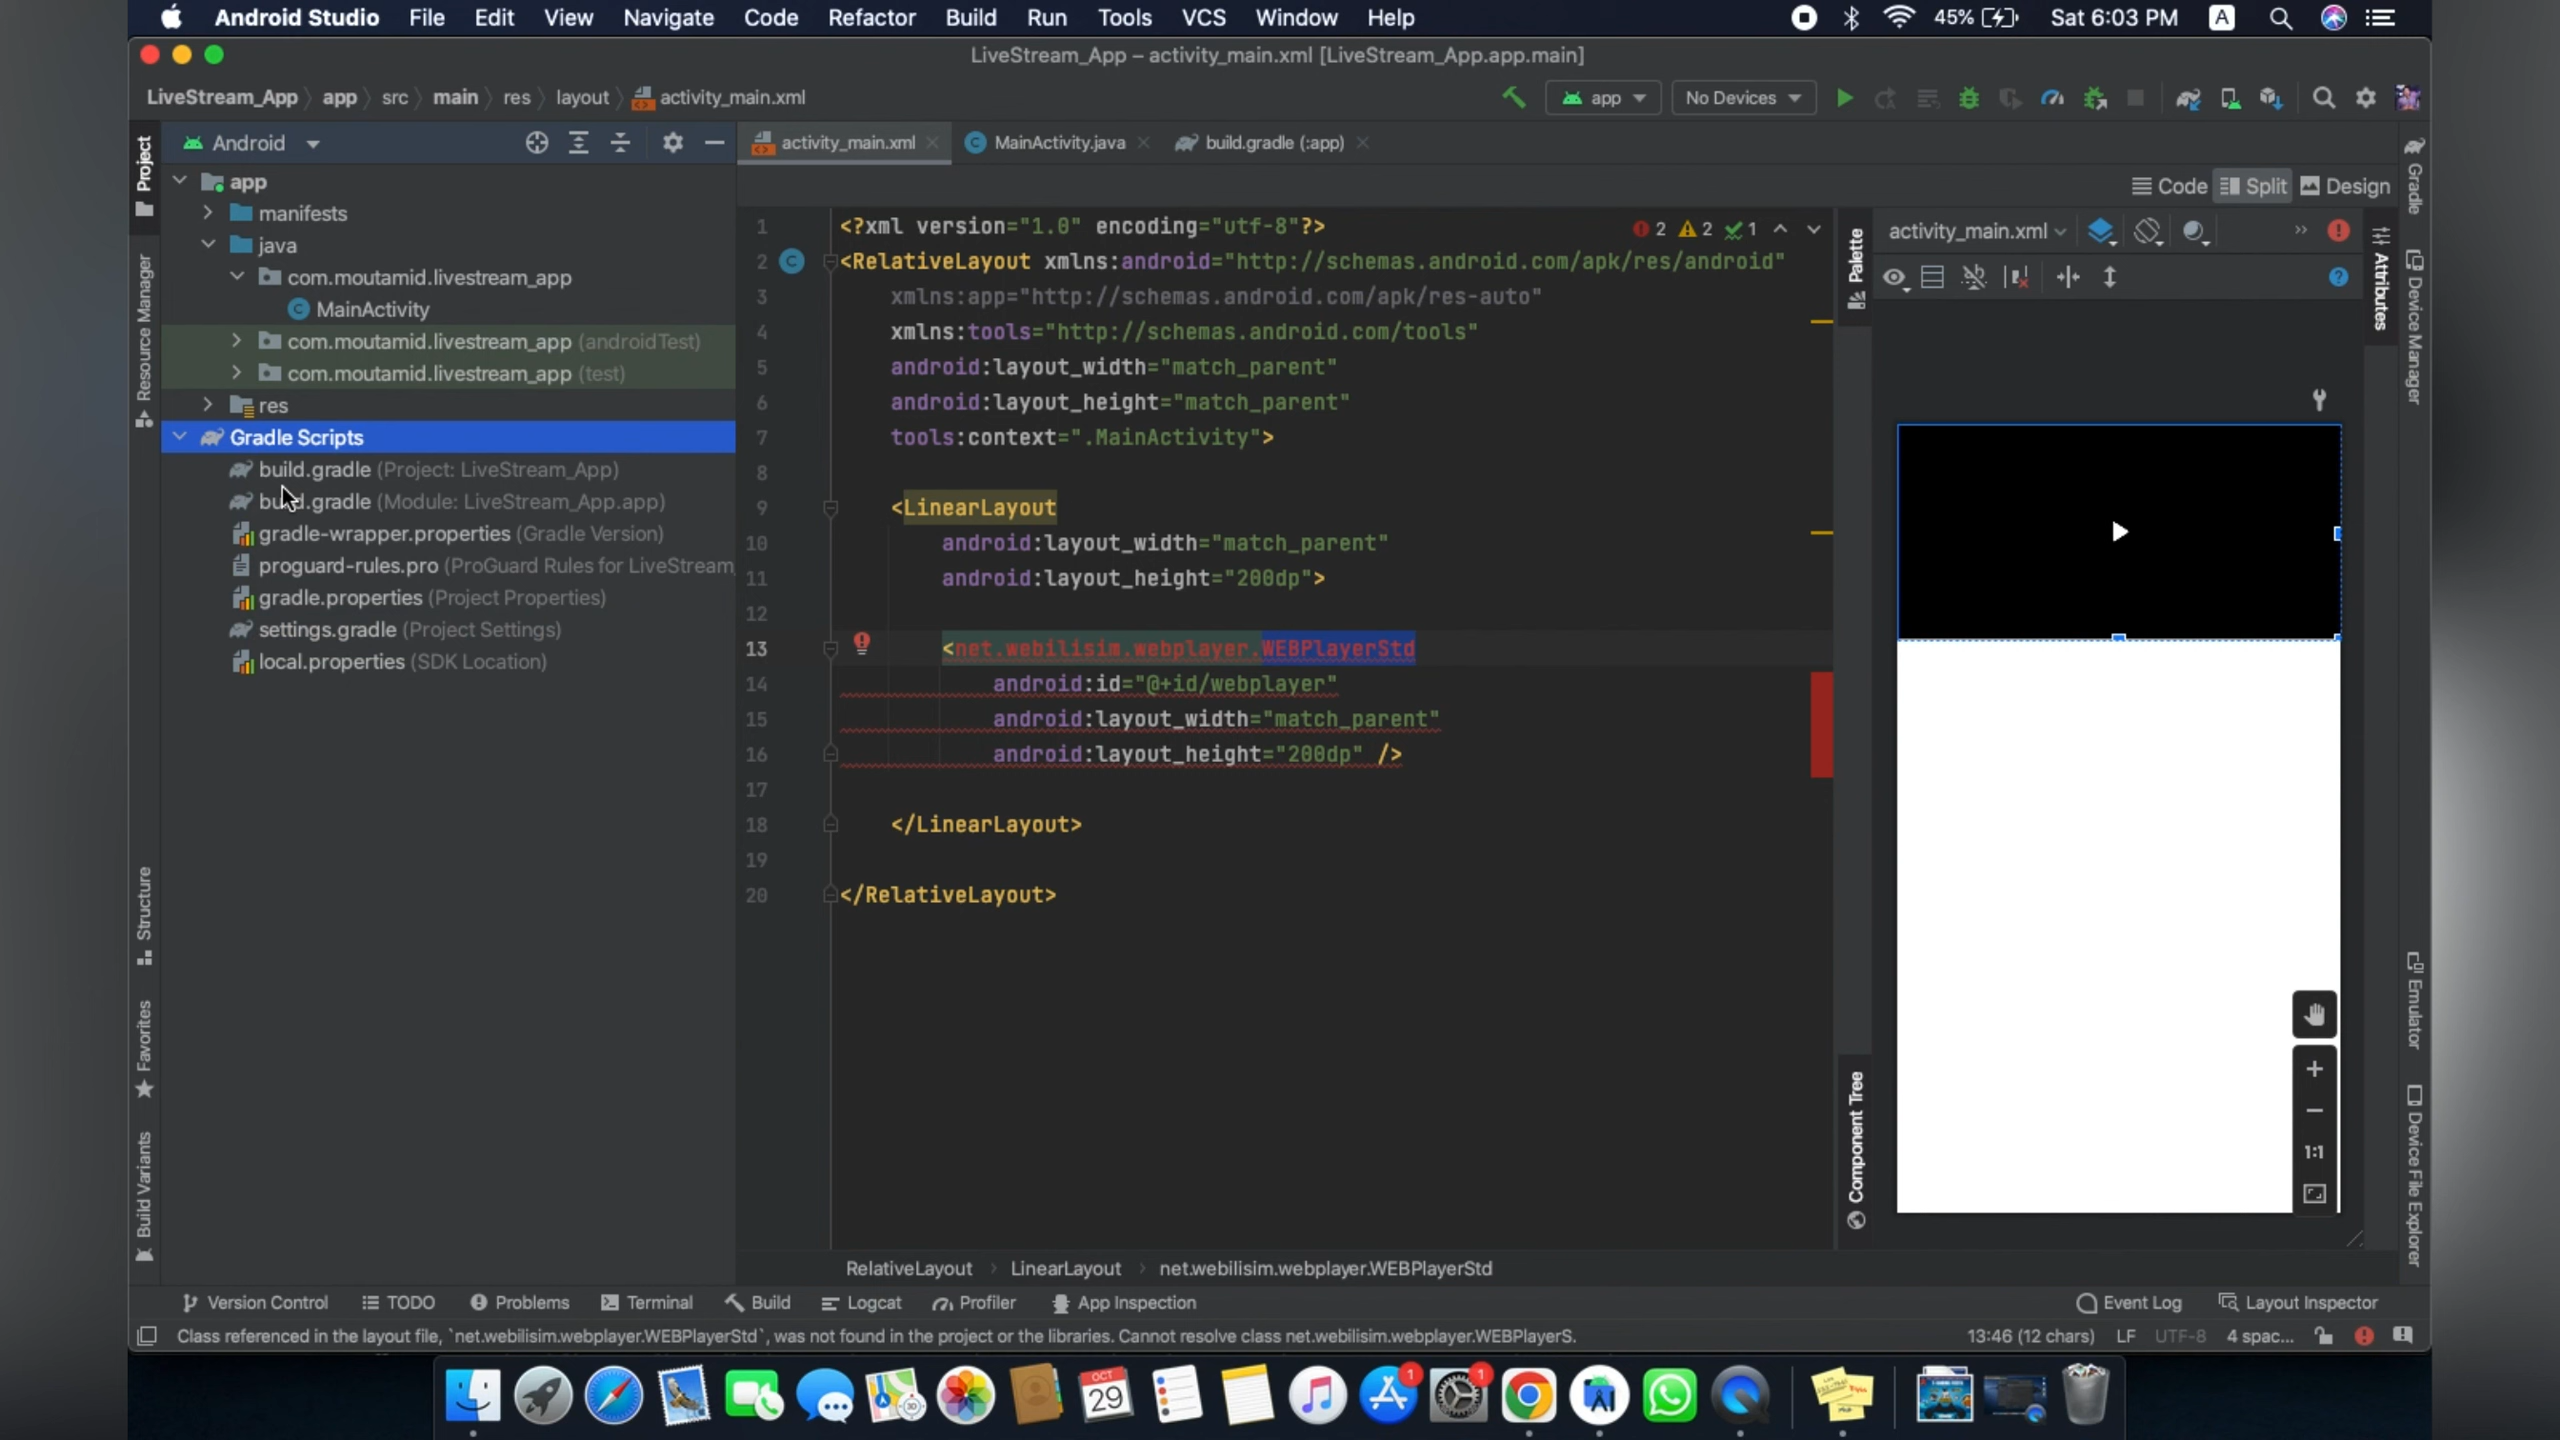 Android Studio File Edit View Navigate Code Refactor Build Run Tools VCS Window Help 45% Sat 6:03 PM A
LiveStream_App – activity_main.xml [LiveStream_App.app.main]
LiveStream_App app src main res layout activity_main.xml app No Devices
Project
Resource Manager
Structure
Favorites
Build Variants
Android
app
manifests
java
com.moutamid.livestream_app
MainActivity
com.moutamid.livestream_app (androidTest)
com.moutamid.livestream_app (test)
res
Gradle Scripts
build.gradle (Project: LiveStream_App)
build.gradle (Module: LiveStream_App.app)
gradle-wrapper.properties (Gradle Version)
proguard-rules.pro (ProGuard Rules for LiveStream_
gradle.properties (Project Properties)
settings.gradle (Project Settings)
local.properties (SDK Location)
activity_main.xml MainActivity.java build.gradle (:app)
Code Split Design
2 2 1
1 <?xml version="1.0" encoding="utf-8"?>
2 <RelativeLayout xmlns:android="http://schemas.android.com/apk/res/android"
3 xmlns:app="http://schemas.android.com/apk/res-auto"
4 xmlns:tools="http://schemas.android.com/tools"
5 android:layout_width="match_parent"
6 android:layout_height="match_parent"
7 tools:context=".MainActivity">
8
9 <LinearLayout
10 android:layout_width="match_parent"
11 android:layout_height="200dp">
12
13 <net.webilisim.webplayer.WEBPlayerStd
14 android:id="@+id/webplayer"
15 android:layout_width="match_parent"
16 android:layout_height="200dp" />
17
18 </LinearLayout>
19
20 </RelativeLayout>
Palette
Component Tree
activity_main.xml
1:1
Attributes
Gradle
Device Manager
Emulator
Device File Explorer
RelativeLayout LinearLayout net.webilisim.webplayer.WEBPlayerStd
Version Control TODO Problems Terminal Build Logcat Profiler App Inspection Event Log Layout Inspector
Class referenced in the layout file, `net.webilisim.webplayer.WEBPlayerStd`, was not found in the project or the libraries. Cannot resolve class net.webilisim.webplayer.WEBPlayerS. 13:46 (12 chars) LF UTF-8 4 spac...
OCT
29
1
1